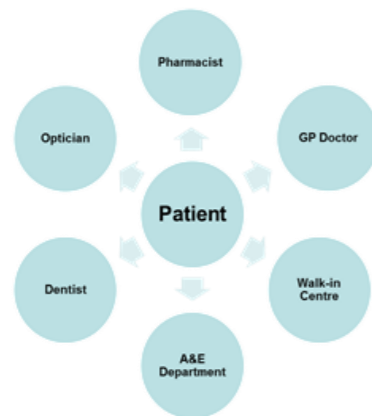 Pharmacist
Optician
GP Doctor
Patient
Dentist
Walk-in
Centre
A&E
Department